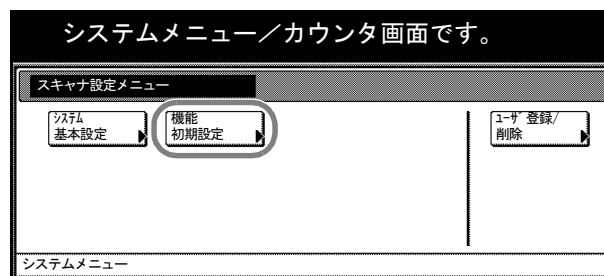 システムメニュー／カウンタ画面です。
スキャナ設定メニュー
ｼｽﾃﾑ
基本設定
機能
初期設定
ﾕｰｻﾞ登録/
削除
システムメニュー